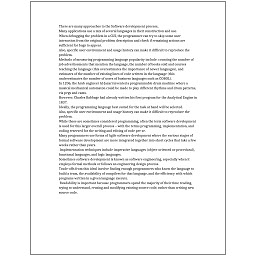 There are many approaches to the Software development process.
Many applications use a mix of several languages in their construction and use.
When debugging the problem in a GUI, the programmer can try to skip some user
interaction from the original problem description and check if remaining actions are
sufficient for bugs to appear.
Also, specific user environment and usage history can make it difficult to reproduce the
problem.
Methods of measuring programming language popularity include: counting the number of
job advertisements that mention the language, the number of books sold and courses
teaching the language (this overestimates the importance of newer languages), and
estimates of the number of existing lines of code written in the language (this
underestimates the number of users of business languages such as COBOL).
In 1206, the Arab engineer Al-Jazari invented a programmable drum machine where a
musical mechanical automaton could be made to play different rhythms and drum patterns,
via pegs and cams.
However, Charles Babbage had already written his first program for the Analytical Engine in
1837.
Ideally, the programming language best suited for the task at hand will be selected.
Also, specific user environment and usage history can make it difficult to reproduce the
problem.
While these are sometimes considered programming, often the term software development
is used for this larger overall process – with the terms programming, implementation, and
coding reserved for the writing and editing of code per se.
Many programmers use forms of Agile software development where the various stages of
formal software development are more integrated together into short cycles that take a few
weeks rather than years.
Implementation techniques include imperative languages (object-oriented or procedural),
functional languages, and logic languages.
Sometimes software development is known as software engineering, especially when it
employs formal methods or follows an engineering design process.
Trade-offs from this ideal involve finding enough programmers who know the language to
build a team, the availability of compilers for that language, and the efficiency with which
programs written in a given language execute.
Readability is important because programmers spend the majority of their time reading,
trying to understand, reusing and modifying existing source code, rather than writing new
source code.